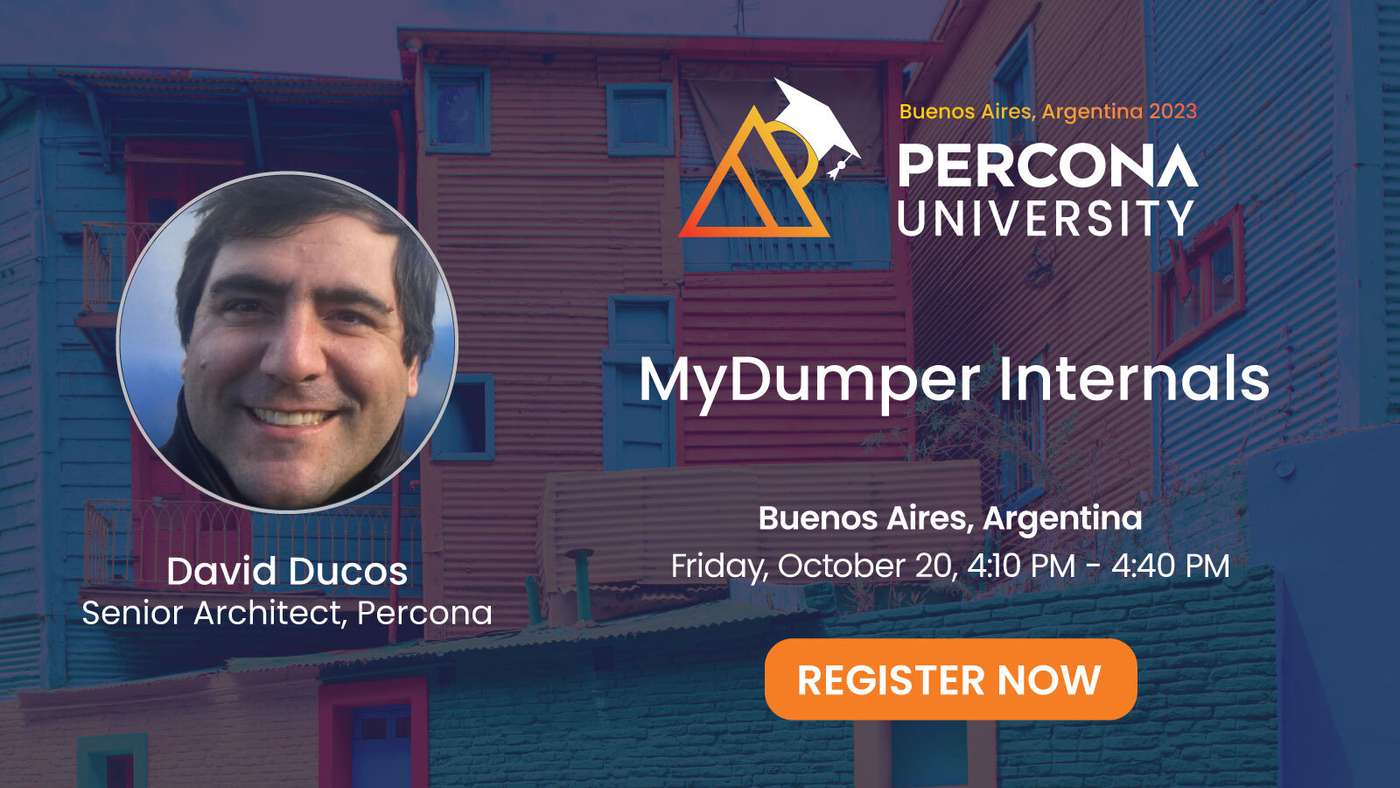 Buenos Aires, Argentina 2023
PERCONA
UNIVERSITY
MyDumper Internals
Buenos Aires, Argentina
Friday, October 20, 4:10 PM - 4:40 PM
REGISTER NOW
David Ducos
Senior Architect, Percona